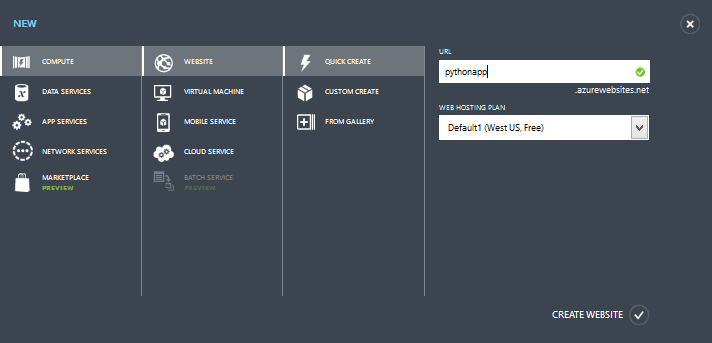 NEW
COMPUTE
DATA SERVICES
APP SERVICES
NETWORK SERVICES
MARKETPLACE
PREVIEW
WEBSITE
VIRTUAL MACHINE
MOBILE SERVICE
CLOUD SERVICE
BATCH SERVICE
PREVIEW
QUICK CREATE
CUSTOM CREATE
FROM GALLERY
URL
pythonapp
.azurewebsites.net
WEB HOSTING PLAN
Default1 (West US, Free)
CREATE WEBSITE